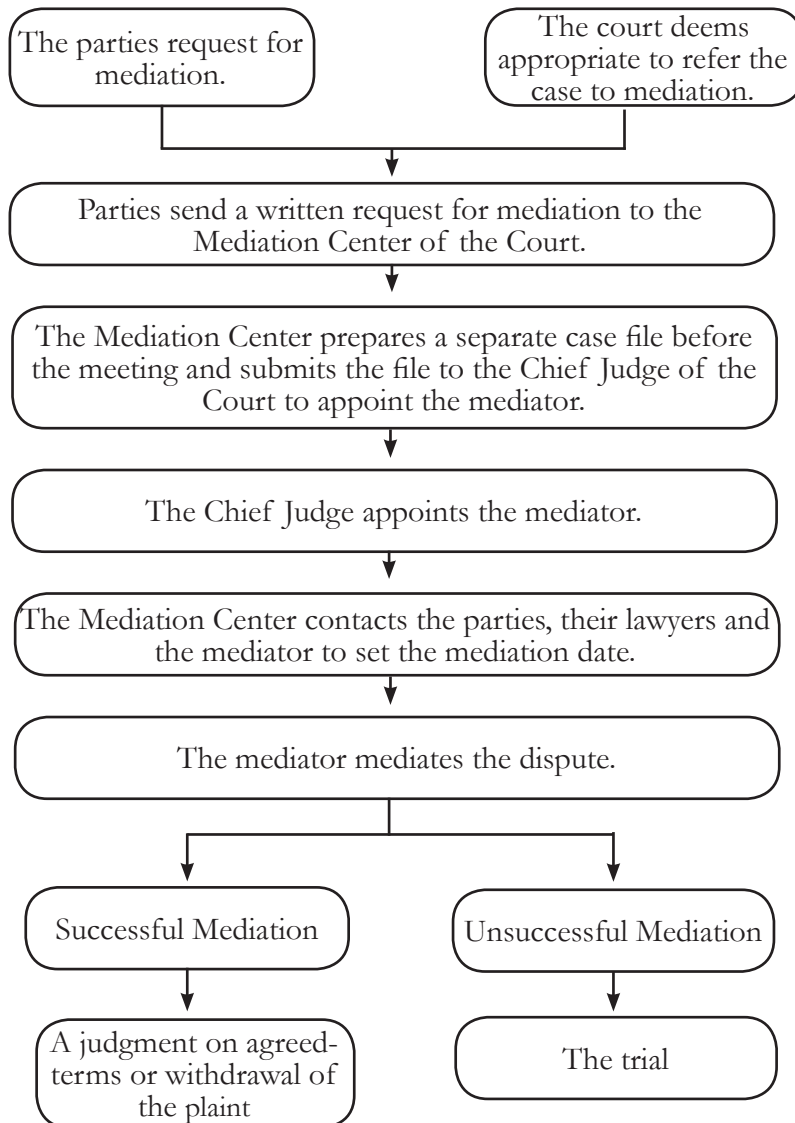 The parties request for
mediation.
The court deems
appropriate to refer the
case to mediation.
Parties send a written request for mediation to the
Mediation Center of the Court.
The Mediation Center prepares a separate case file before
the meeting and submits the file to the Chief Judge of the
Court to appoint the mediator.
The Chief Judge appoints the mediator.
The Mediation Center contacts the parties, their lawyers and
the mediator to set the mediation date.
The mediator mediates the dispute.
Successful Mediation
Unsuccessful Mediation
A judgment on agreed-
terms or withdrawal of
the plaint
The trial